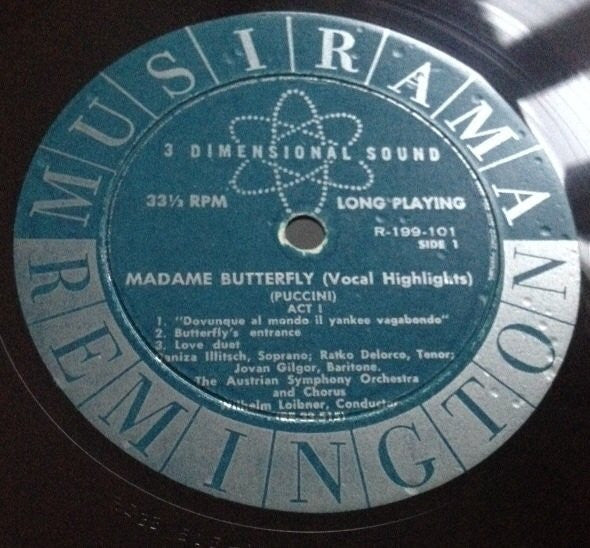 MUSIRAMA
3 DIMENSIONAL SOUND
33⅓ RPM LONG PLAYING
R-199-101
SIDE 1
MADAME BUTTERFLY (Vocal Highlights)
(PUCCINI)
ACT I
1. "Dovunque al mondo il yankee vagabondo"
2. Butterfly's entrance
3. Love duet
Daniza Illitsch, Soprano; Ratko Delorco, Tenor;
Jovan Gilgor, Baritone.
The Austrian Symphony Orchestra
and Chorus
Wilhelm Loibner, Conductor
REMINGTON